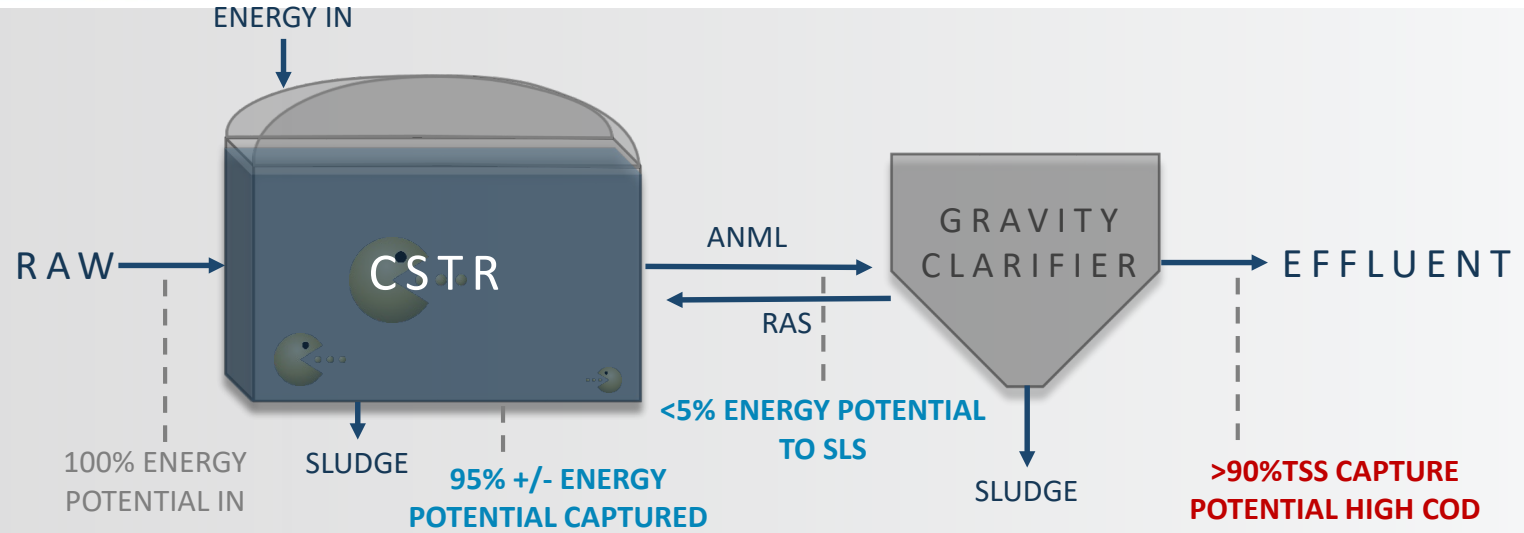 ENERGY IN
RAW
CSTR
ANML
RAS
GRAVITY
CLARIFIER
EFFLUENT
100% ENERGY
POTENTIAL IN
SLUDGE
95% +/- ENERGY
POTENTIAL CAPTURED
<5% ENERGY POTENTIAL
TO SLS
SLUDGE
>90%TSS CAPTURE
POTENTIAL HIGH COD